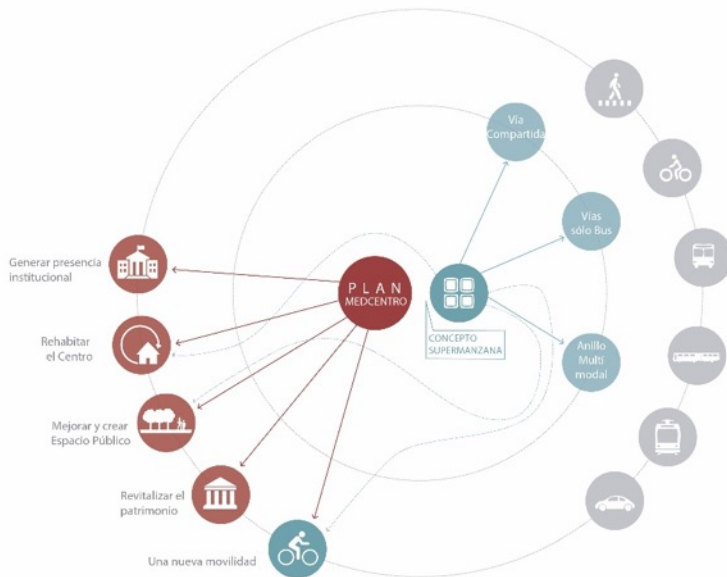 Vía
Compartida
Vías
sólo Bus
Generar presencia
institucional
PLAN
MEDCENTRO
CONCEPTO
SUPERMANZANA
Rehabitar
el Centro
Anillo
Multi
modal
Mejorar y crear
Espacio Público
Revitalizar el
patrimonio
Una nueva movilidad